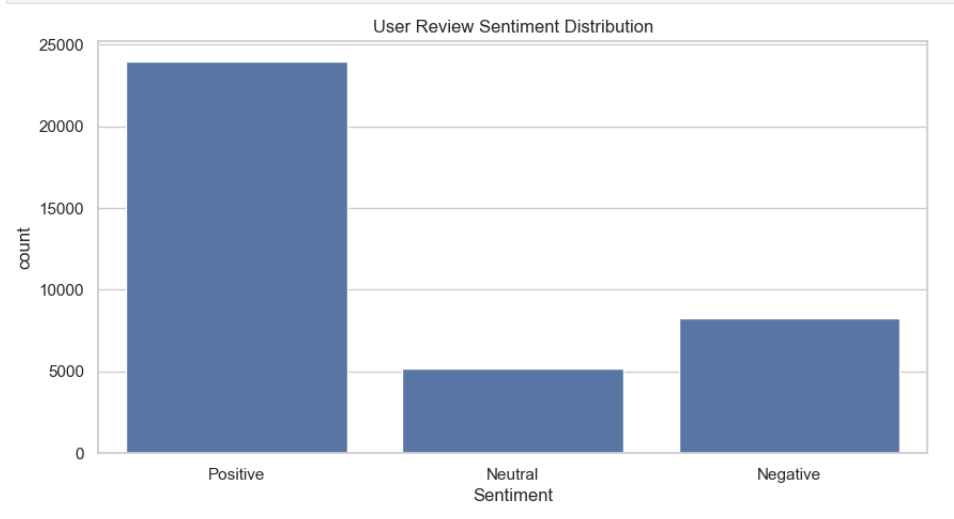 User Review Sentiment Distribution
25000
20000
15000
10000
5000
0
count
Positive Neutral Negative
Sentiment